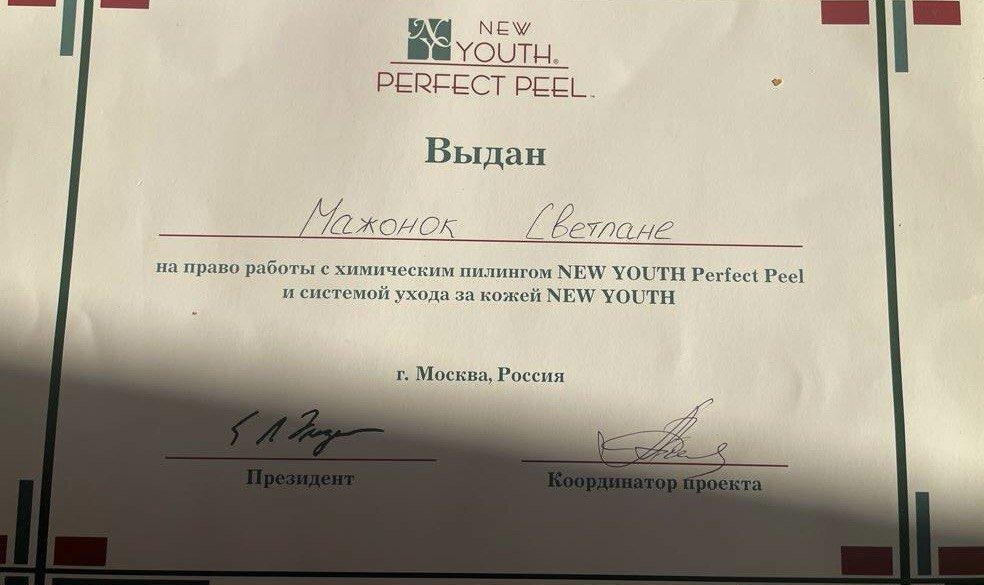 NEW
YOUTH®
PERFECT PEEL™
Выдан
Мажонок Светлане
на право работы с химическим пилингом NEW YOUTH Perfect Peel
и системой ухода за кожей NEW YOUTH
г. Москва, Россия
Президент
Координатор проекта